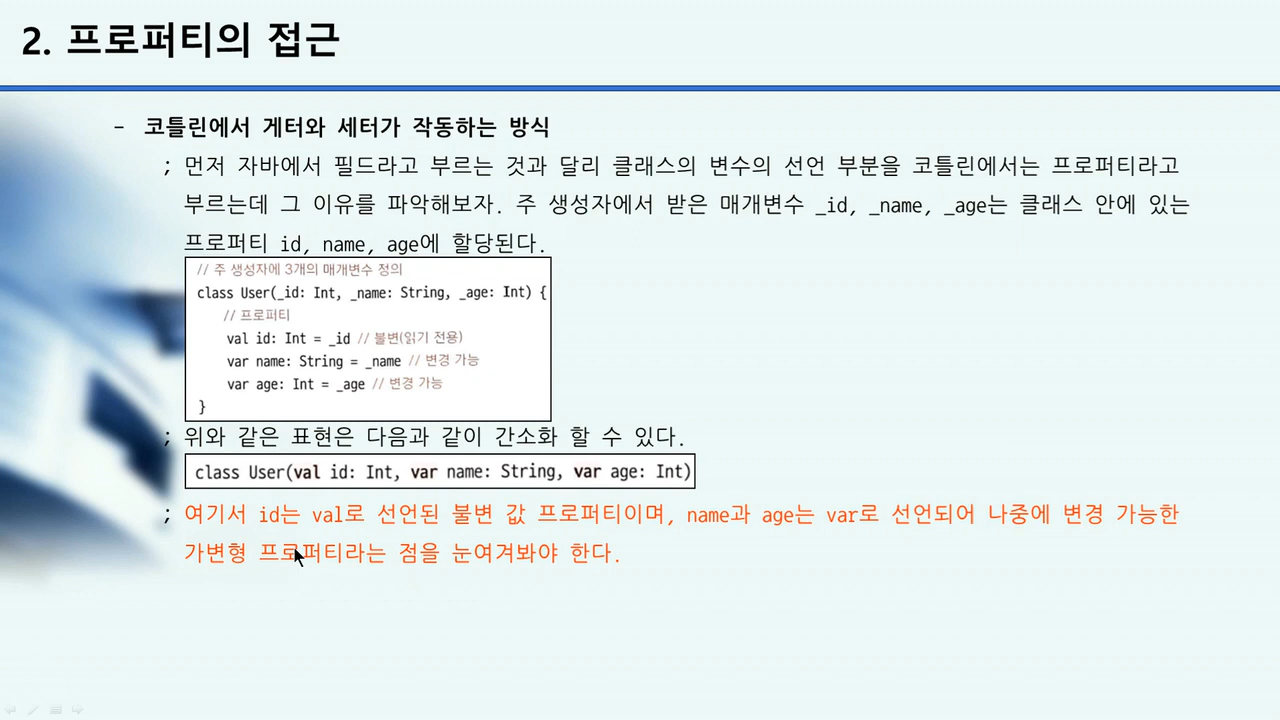 2. 프로퍼티의 접근
- 코틀린에서 게터와 세터가 작동하는 방식
; 먼저 자바에서 필드라고 부르는 것과 달리 클래스의 변수의 선언 부분을 코틀린에서는 프로퍼티라고
부르는데 그 이유를 파악해보자. 주 생성자에서 받은 매개변수 _id, _name, _age는 클래스 안에 있는
프로퍼티 id, name, age에 할당된다.
// 주 생성자에 3개의 매개변수 정의
class User(_id: Int, _name: String, _age: Int) {
// 프로퍼티
val id: Int = _id // 불변(읽기 전용)
var name: String = _name // 변경 가능
var age: Int = _age // 변경 가능
}
; 위와 같은 표현은 다음과 같이 간소화 할 수 있다.
class User(val id: Int, var name: String, var age: Int)
; 여기서 id는 val로 선언된 불변 값 프로퍼티이며, name과 age는 var로 선언되어 나중에 변경 가능한
가변형 프로퍼티라는 점을 눈여겨봐야 한다.